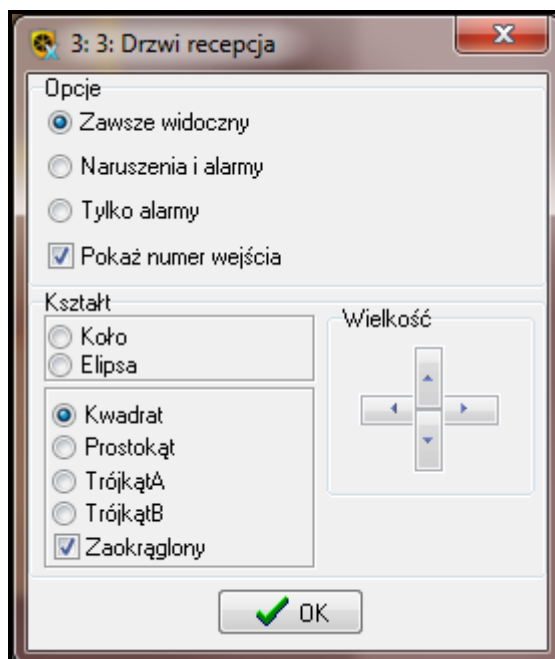 3: 3: Drzwi recepcja
Opcje
Zawsze widoczny
Naruszenia i alarmy
Tylko alarmy
Pokaż numer wejścia
Kształt
Koło
Elipsa
Kwadrat
Prostokąt
TrójkątA
TrójkątB
Zaokrąglony
Wielkość
OK